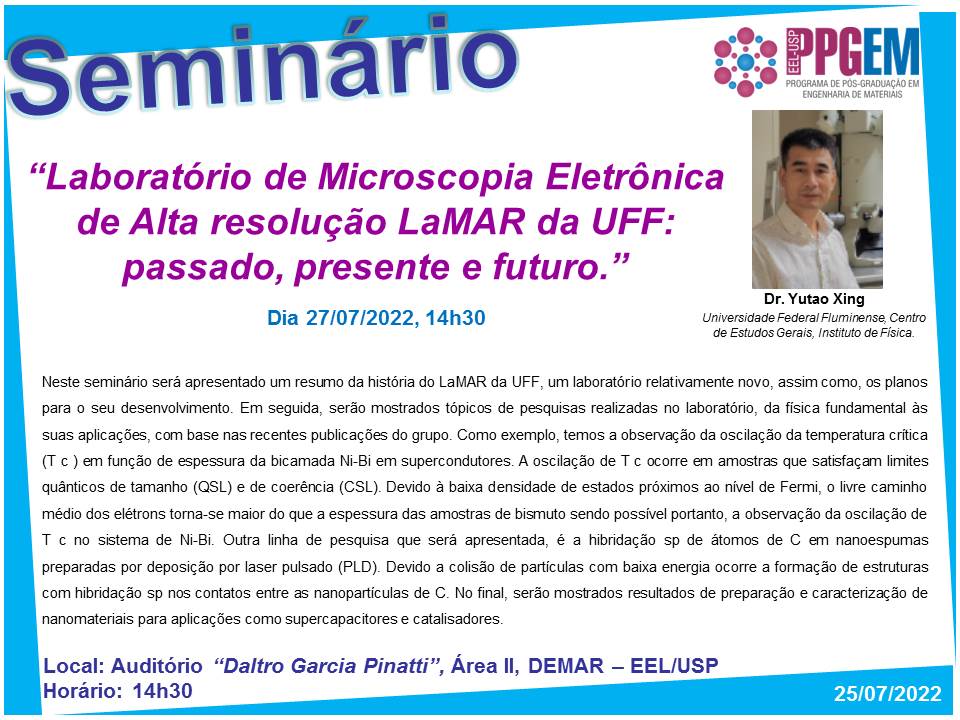 Seminário
EEL-USP
PPGEM
PROGRAMA DE PÓS-GRADUAÇÃO EM
ENGENHARIA DE MATERIAIS
“Laboratório de Microscopia Eletrônica
de Alta resolução LaMAR da UFF:
passado, presente e futuro.”
Dia 27/07/2022, 14h30
Dr. Yutao Xing
Universidade Federal Fluminense, Centro
de Estudos Gerais, Instituto de Física.
Neste seminário será apresentado um resumo da história do LaMAR da UFF, um laboratório relativamente novo, assim como, os planos
para o seu desenvolvimento. Em seguida, serão mostrados tópicos de pesquisas realizadas no laboratório, da física fundamental às
suas aplicações, com base nas recentes publicações do grupo. Como exemplo, temos a observação da oscilação da temperatura crítica
(T c ) em função de espessura da bicamada Ni-Bi em supercondutores. A oscilação de T c ocorre em amostras que satisfaçam limites
quânticos de tamanho (QSL) e de coerência (CSL). Devido à baixa densidade de estados próximos ao nível de Fermi, o livre caminho
médio dos elétrons torna-se maior do que a espessura das amostras de bismuto sendo possível portanto, a observação da oscilação de
T c no sistema de Ni-Bi. Outra linha de pesquisa que será apresentada, é a hibridação sp de átomos de C em nanoespumas
preparadas por deposição por laser pulsado (PLD). Devido a colisão de partículas com baixa energia ocorre a formação de estruturas
com hibridação sp nos contatos entre as nanopartículas de C. No final, serão mostrados resultados de preparação e caracterização de
nanomateriais para aplicações como supercapacitores e catalisadores.
Local: Auditório “Daltro Garcia Pinatti”, Área II, DEMAR – EEL/USP
Horário: 14h30
25/07/2022